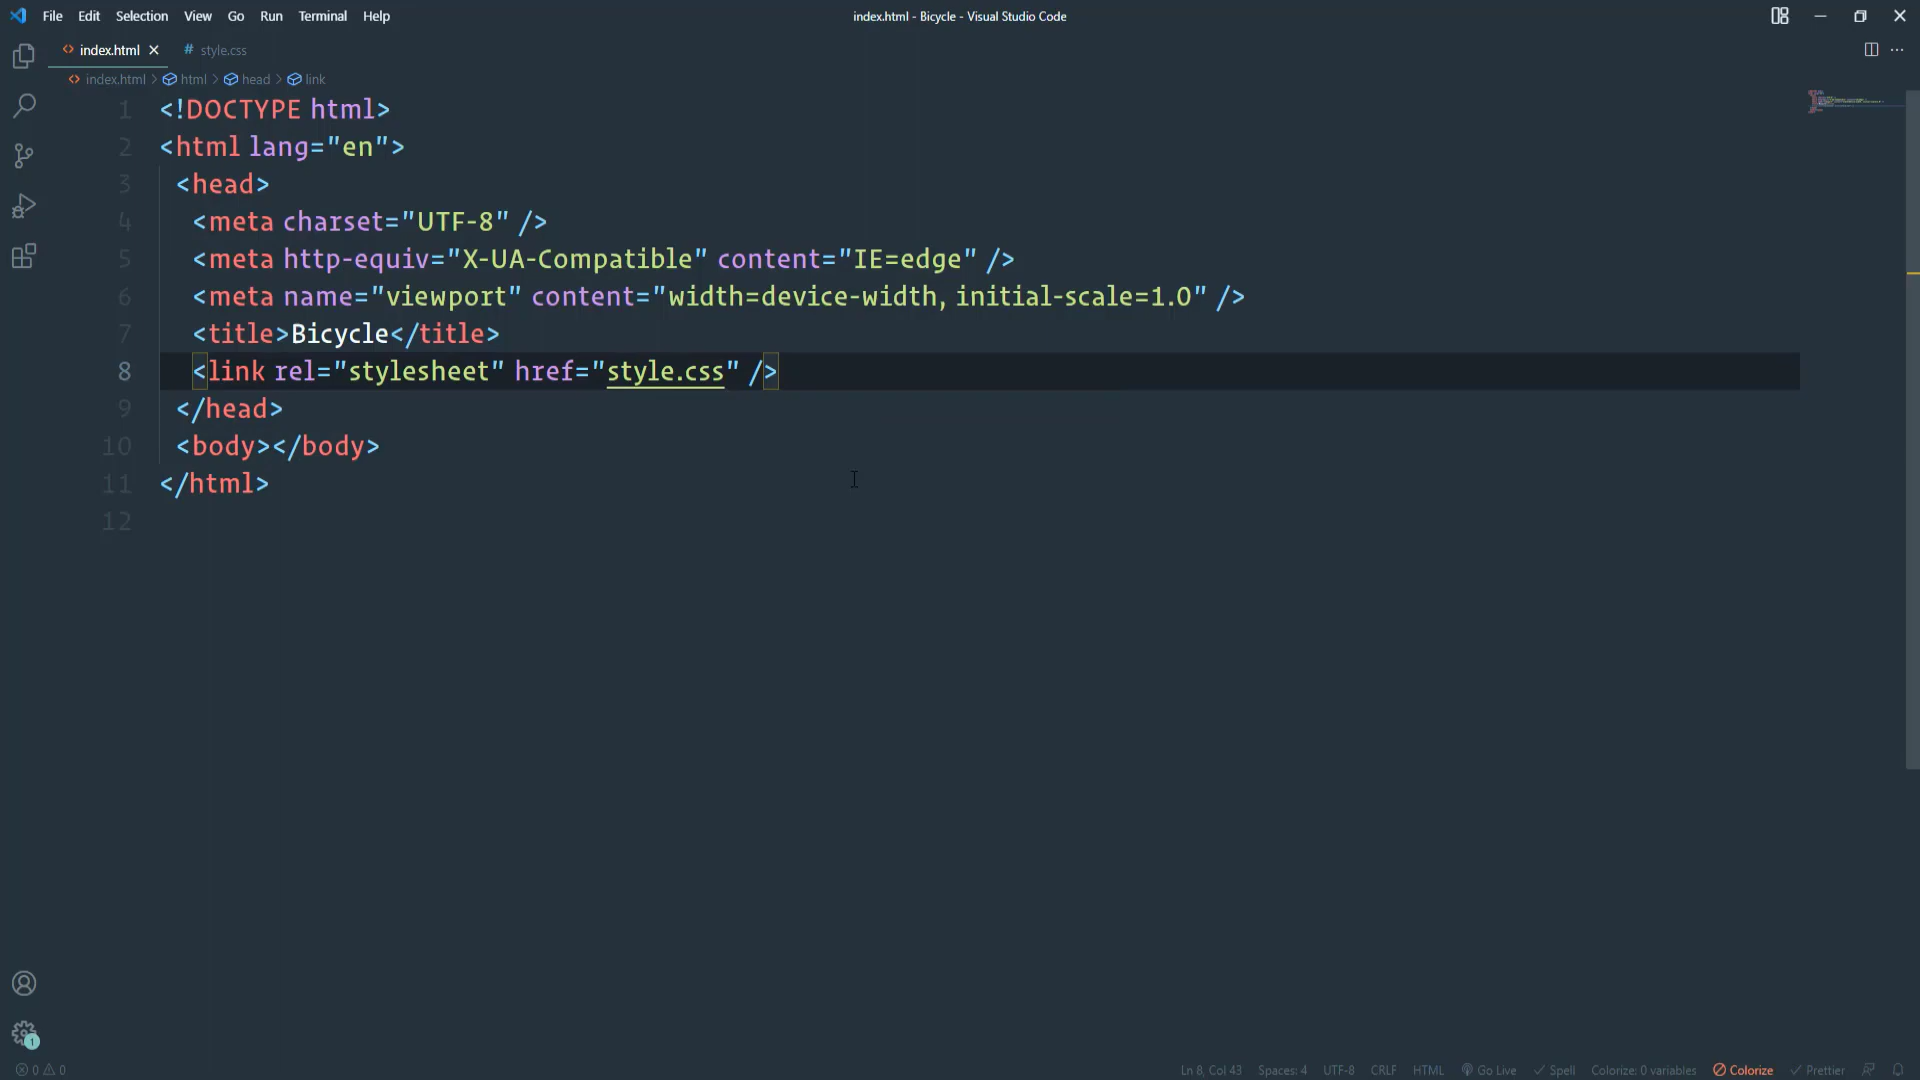 File Edit Selection View Go Run Terminal Help
index.html - Bicycle - Visual Studio Code
index.html style.css
index.html > html > head > link
1 <!DOCTYPE html>
2 <html lang="en">
3 <head>
4 <meta charset="UTF-8" />
5 <meta http-equiv="X-UA-Compatible" content="IE=edge" />
6 <meta name="viewport" content="width=device-width, initial-scale=1.0" />
7 <title>Bicycle</title>
8 <link rel="stylesheet" href="style.css" />
9 </head>
10 <body></body>
11 </html>
12
1
0 0 Ln 8, Col 43 Spaces: 4 UTF-8 CRLF HTML Go Live Spell Colorize: 0 variables Colorize Prettier